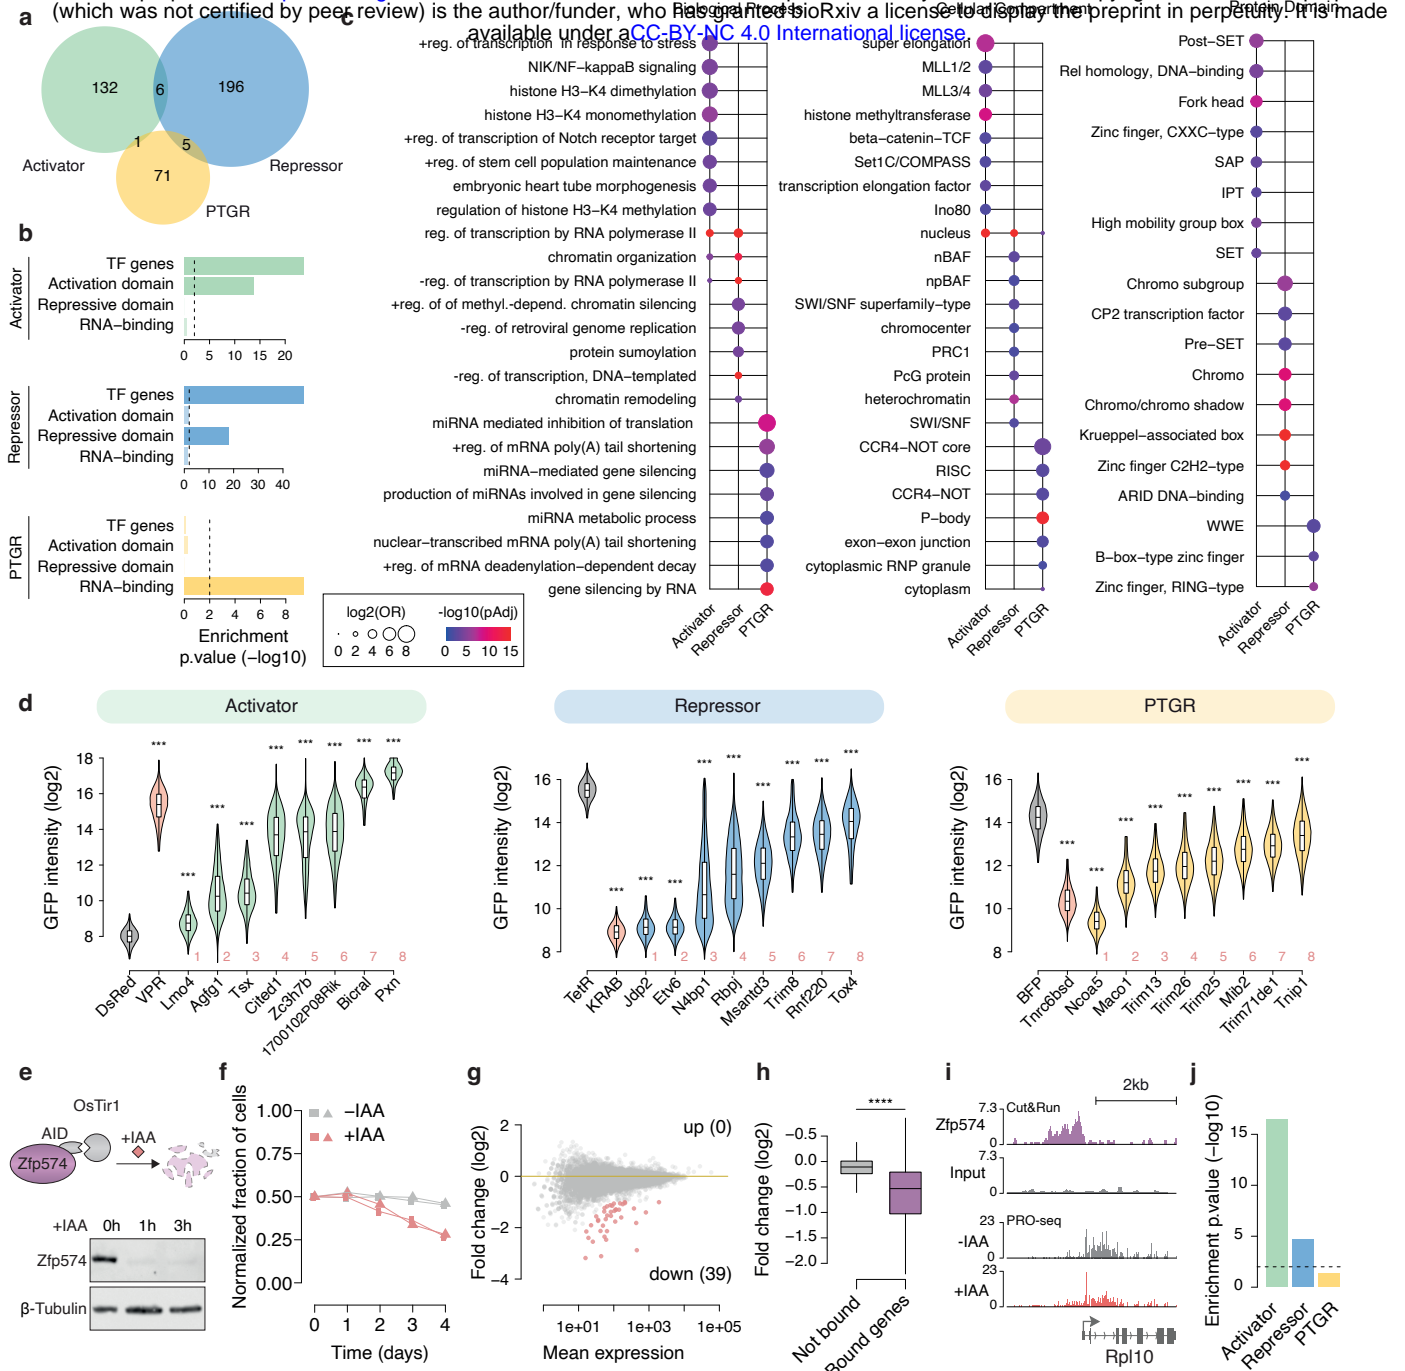 (which was not certified by peer review) is the author/funder, who has granted bioRxiv a license to display the preprint in perpetuity. It is made
available under aCC-BY-NC 4.0 International license.
a
132
6
196
1
5
71
Activator
Repressor
PTGR
b
Activator
TF genes
Activation domain
Repressive domain
RNA-binding
0 5 10 15 20
Repressor
TF genes
Activation domain
Repressive domain
RNA-binding
0 10 20 30 40
PTGR
TF genes
Activation domain
Repressive domain
RNA-binding
0 2 4 6 8
Enrichment
p.value (-log10)
c
Biological Process
+reg. of transcription in response to stress
NIK/NF-kappaB signaling
histone H3-K4 dimethylation
histone H3-K4 monomethylation
+reg. of transcription of Notch receptor target
+reg. of stem cell population maintenance
embryonic heart tube morphogenesis
regulation of histone H3-K4 methylation
reg. of transcription by RNA polymerase II
chromatin organization
-reg. of transcription by RNA polymerase II
+reg. of of methyl.-depend. chromatin silencing
-reg. of retroviral genome replication
protein sumoylation
-reg. of transcription, DNA-templated
chromatin remodeling
miRNA mediated inhibition of translation
+reg. of mRNA poly(A) tail shortening
miRNA-mediated gene silencing
production of miRNAs involved in gene silencing
miRNA metabolic process
nuclear-transcribed mRNA poly(A) tail shortening
+reg. of mRNA deadenylation-dependent decay
gene silencing by RNA
Activator
Repressor
PTGR
log2(OR)
0 2 4 6 8
-log10(pAdj)
0 5 10 15
Cellular Compartment
super elongation
MLL1/2
MLL3/4
histone methyltransferase
beta-catenin-TCF
Set1C/COMPASS
transcription elongation factor
Ino80
nucleus
nBAF
npBAF
SWI/SNF superfamily-type
chromocenter
PRC1
PcG protein
heterochromatin
SWI/SNF
CCR4-NOT core
RISC
CCR4-NOT
P-body
exon-exon junction
cytoplasmic RNP granule
cytoplasm
Activator
Repressor
PTGR
Protein Domain
Post-SET
Rel homology, DNA-binding
Fork head
Zinc finger, CXXC-type
SAP
IPT
High mobility group box
SET
Chromo subgroup
CP2 transcription factor
Pre-SET
Chromo
Chromo/chromo shadow
Krueppel-associated box
Zinc finger C2H2-type
ARID DNA-binding
WWE
B-box-type zinc finger
Zinc finger, RING-type
Activator
Repressor
PTGR
d
Activator
GFP intensity (log2)
18
16
14
12
10
8
*** *** *** *** *** *** *** *** ***
1 2 3 4 5 6 7 8
DsRed
VPR
Lmo4
Agfg1
Tsx
Cited1
Zc3h7b
1700102P08Rik
Bicral
Pxn
Repressor
GFP intensity (log2)
16
14
12
10
8
*** *** *** *** *** *** *** *** ***
1 2 3 4 5 6 7 8
TetR
KRAB
Jdp2
Etv6
N4bp1
Rbpj
Msantd3
Trim8
Rnf220
Tox4
PTGR
GFP intensity (log2)
16
14
12
10
8
*** *** *** *** *** *** *** *** ***
1 2 3 4 5 6 7 8
BFP
Tnrc6bsd
Ncoa5
Maco1
Trim13
Trim26
Trim25
Mib2
Trim71de1
Tnip1
e
OsTir1
AID
+IAA
Zfp574
+IAA 0h 1h 3h
Zfp574
β-Tubulin
f
Normalized fraction of cells
1.00
0.75
0.50
0.25
0.00
-IAA
+IAA
0 1 2 3 4
Time (days)
g
Fold change (log2)
2
0
-2
-4
up (0)
down (39)
1e+01 1e+03 1e+05
Mean expression
h
****
Fold change (log2)
-0.5
0.0
-0.5
-1.0
-1.5
-2.0
Not bound
Bound genes
i
2kb
Zfp574
7.3
Cut&Run
0
Input
7.3
0
PRO-seq
-IAA
23
0
+IAA
23
0
Rpl10
j
Enrichment p.value (-log10)
15
10
5
0
Activator
Repressor
PTGR